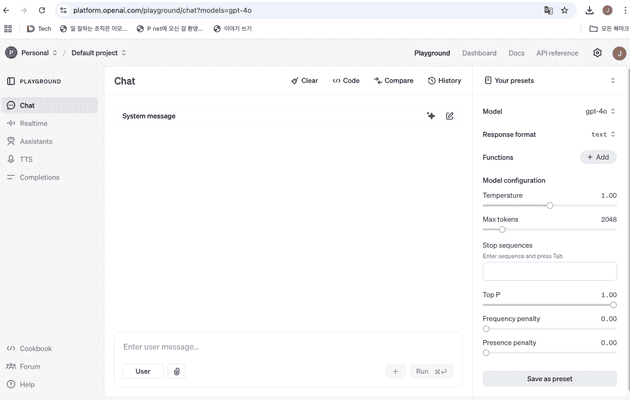 platform.openai.com/playground/chat?models=gpt-4o
Tech
일 잘하는 조직은 이모...
P net에 오신 걸 환영...
이야기 쓰기
모든 북마크
P Personal / Default project
Playground Dashboard Docs API reference J
PLAYGROUND
Chat
Realtime
Assistants
TTS
Completions
Cookbook
Forum
Help
Chat
Clear Code Compare History
System message
Enter user message...
User
Run
Your presets
Model gpt-4o
Response format text
Functions + Add
Model configuration
Temperature 1.00
Max tokens 2048
Stop sequences
Enter sequence and press Tab
Top P 1.00
Frequency penalty 0.00
Presence penalty 0.00
Save as preset